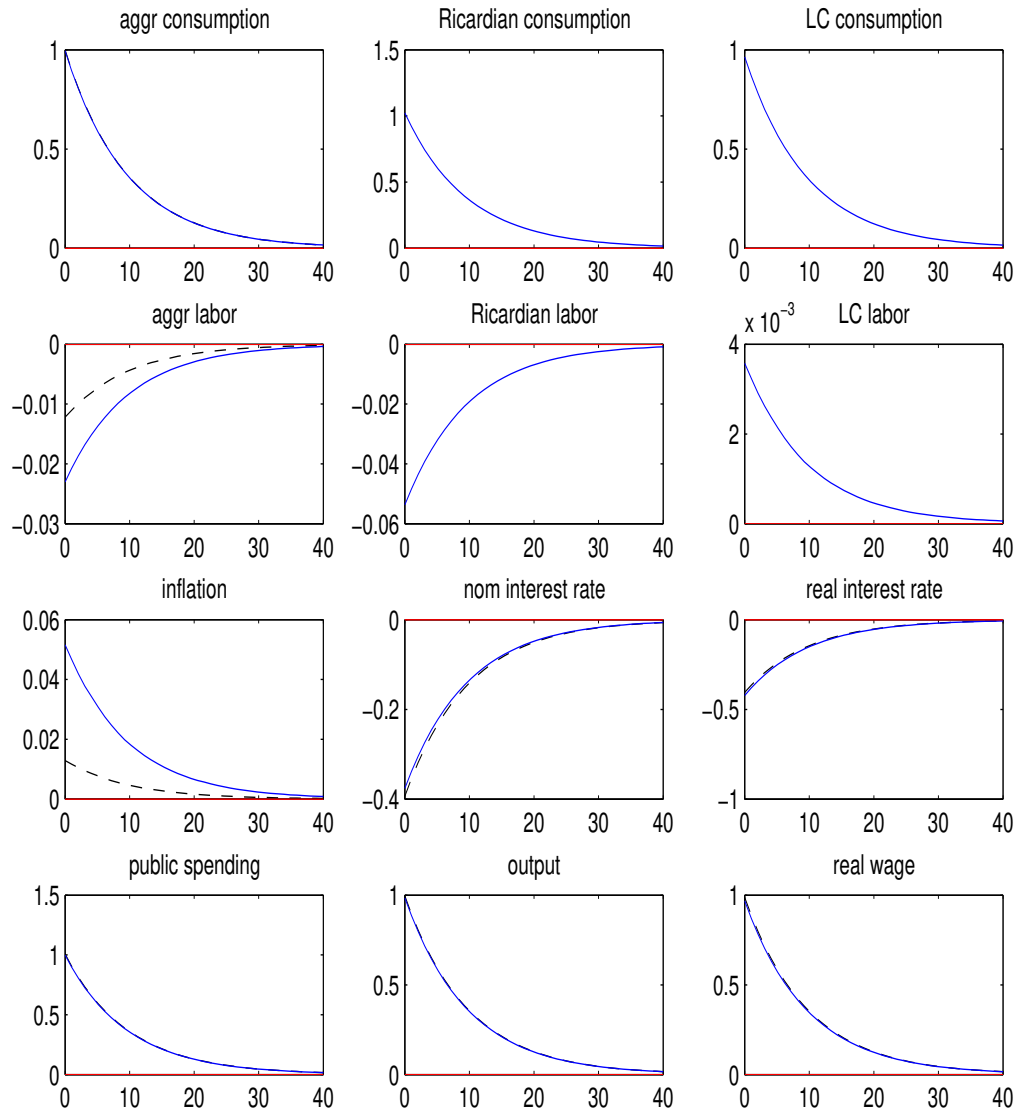 aggr consumption
Ricardian consumption
LC consumption
1
0.5
0
0 10 20 30 40
1.5
1
0.5
0
0 10 20 30 40
1
0.5
0
0 10 20 30 40
aggr labor
Ricardian labor
LC labor
0
−0.01
−0.02
−0.03
0 10 20 30 40
0
−0.02
−0.04
−0.06
0 10 20 30 40
x 10⁻³
4
2
0
0 10 20 30 40
inflation
nom interest rate
real interest rate
0.06
0.04
0.02
0
0 10 20 30 40
0
−0.2
−0.4
0 10 20 30 40
0
−0.5
−1
0 10 20 30 40
public spending
output
real wage
1.5
1
0.5
0
0 10 20 30 40
1
0.5
0
0 10 20 30 40
1
0.5
0
0 10 20 30 40